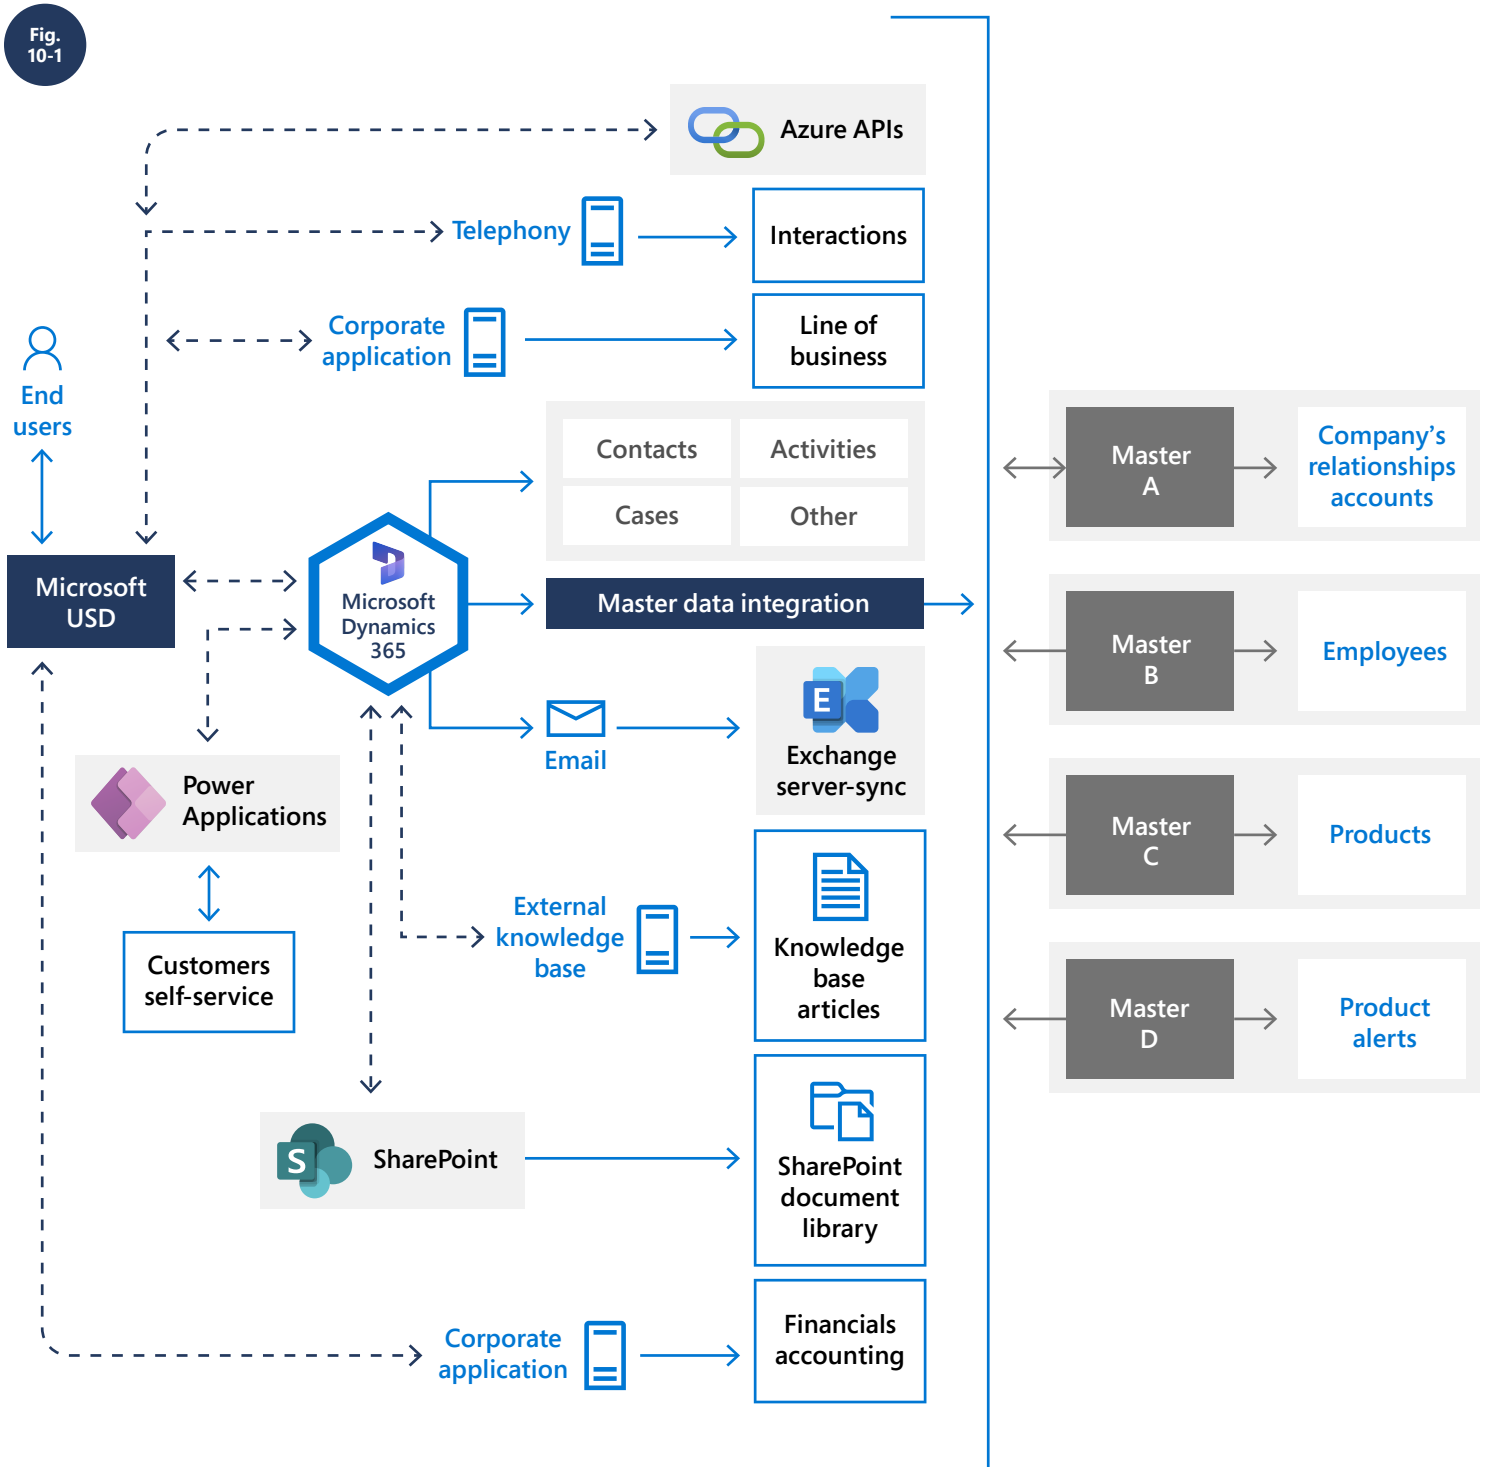 Fig.
10-1
Azure APIs
Telephony
Interactions
Corporate
application
Line of
business
End
users
Contacts
Activities
Cases
Other
Microsoft
USD
Microsoft
Dynamics
365
Master data integration
Email
E
Exchange
server-sync
Power
Applications
Customers
self-service
External
knowledge
base
Knowledge
base
articles
S
SharePoint
SharePoint
document
library
Corporate
application
Financials
accounting
Master
A
Company’s
relationships
accounts
Master
B
Employees
Master
C
Products
Master
D
Product
alerts